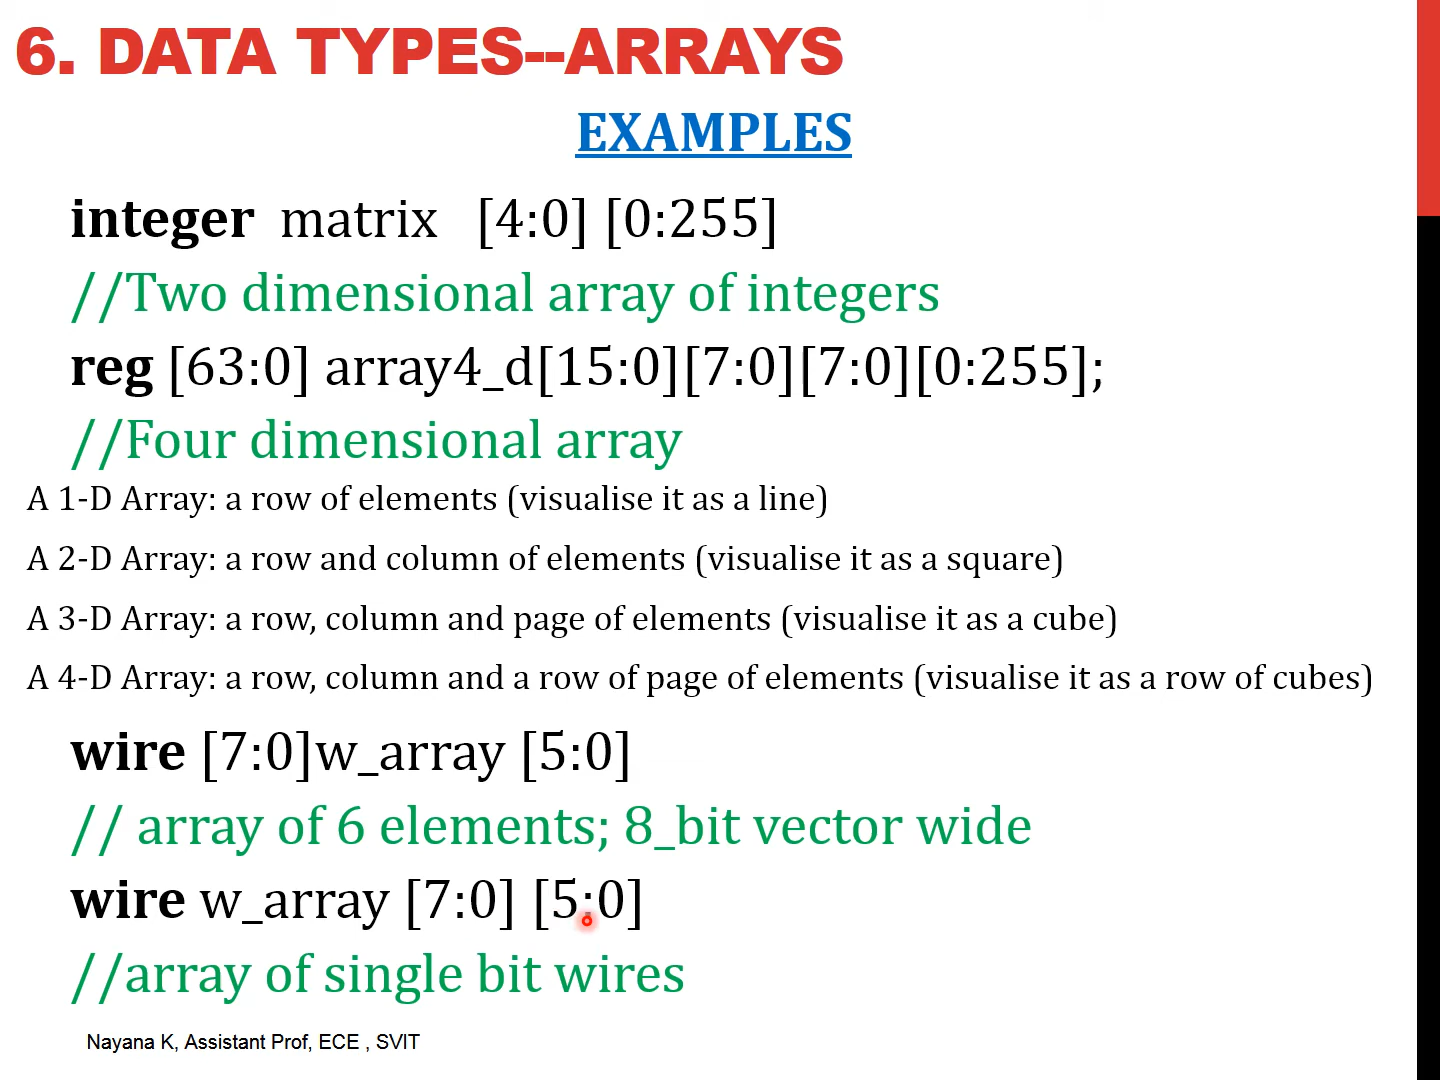 6. DATA TYPES--ARRAYS
EXAMPLES
integer matrix [4:0] [0:255]
//Two dimensional array of integers
reg [63:0] array4_d[15:0][7:0][7:0][0:255];
//Four dimensional array
A 1-D Array: a row of elements (visualise it as a line)
A 2-D Array: a row and column of elements (visualise it as a square)
A 3-D Array: a row, column and page of elements (visualise it as a cube)
A 4-D Array: a row, column and a row of page of elements (visualise it as a row of cubes)
wire [7:0]w_array [5:0]
// array of 6 elements; 8_bit vector wide
wire w_array [7:0] [5:0]
//array of single bit wires
Nayana K, Assistant Prof, ECE , SVIT